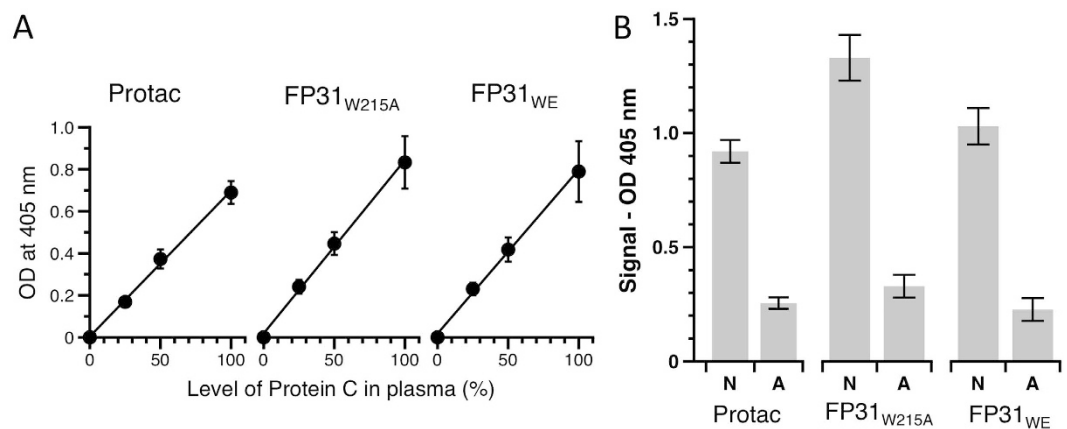 A
Protac FP31W215A FP31WE
OD at 405 nm
1.0
0.8
0.6
0.4
0.2
0
0 50 100 0 50 100 0 50 100
Level of Protein C in plasma (%)
B
Signal - OD 405 nm
1.5
1.0
0.5
0
N A N A N A
Protac FP31W215A FP31WE